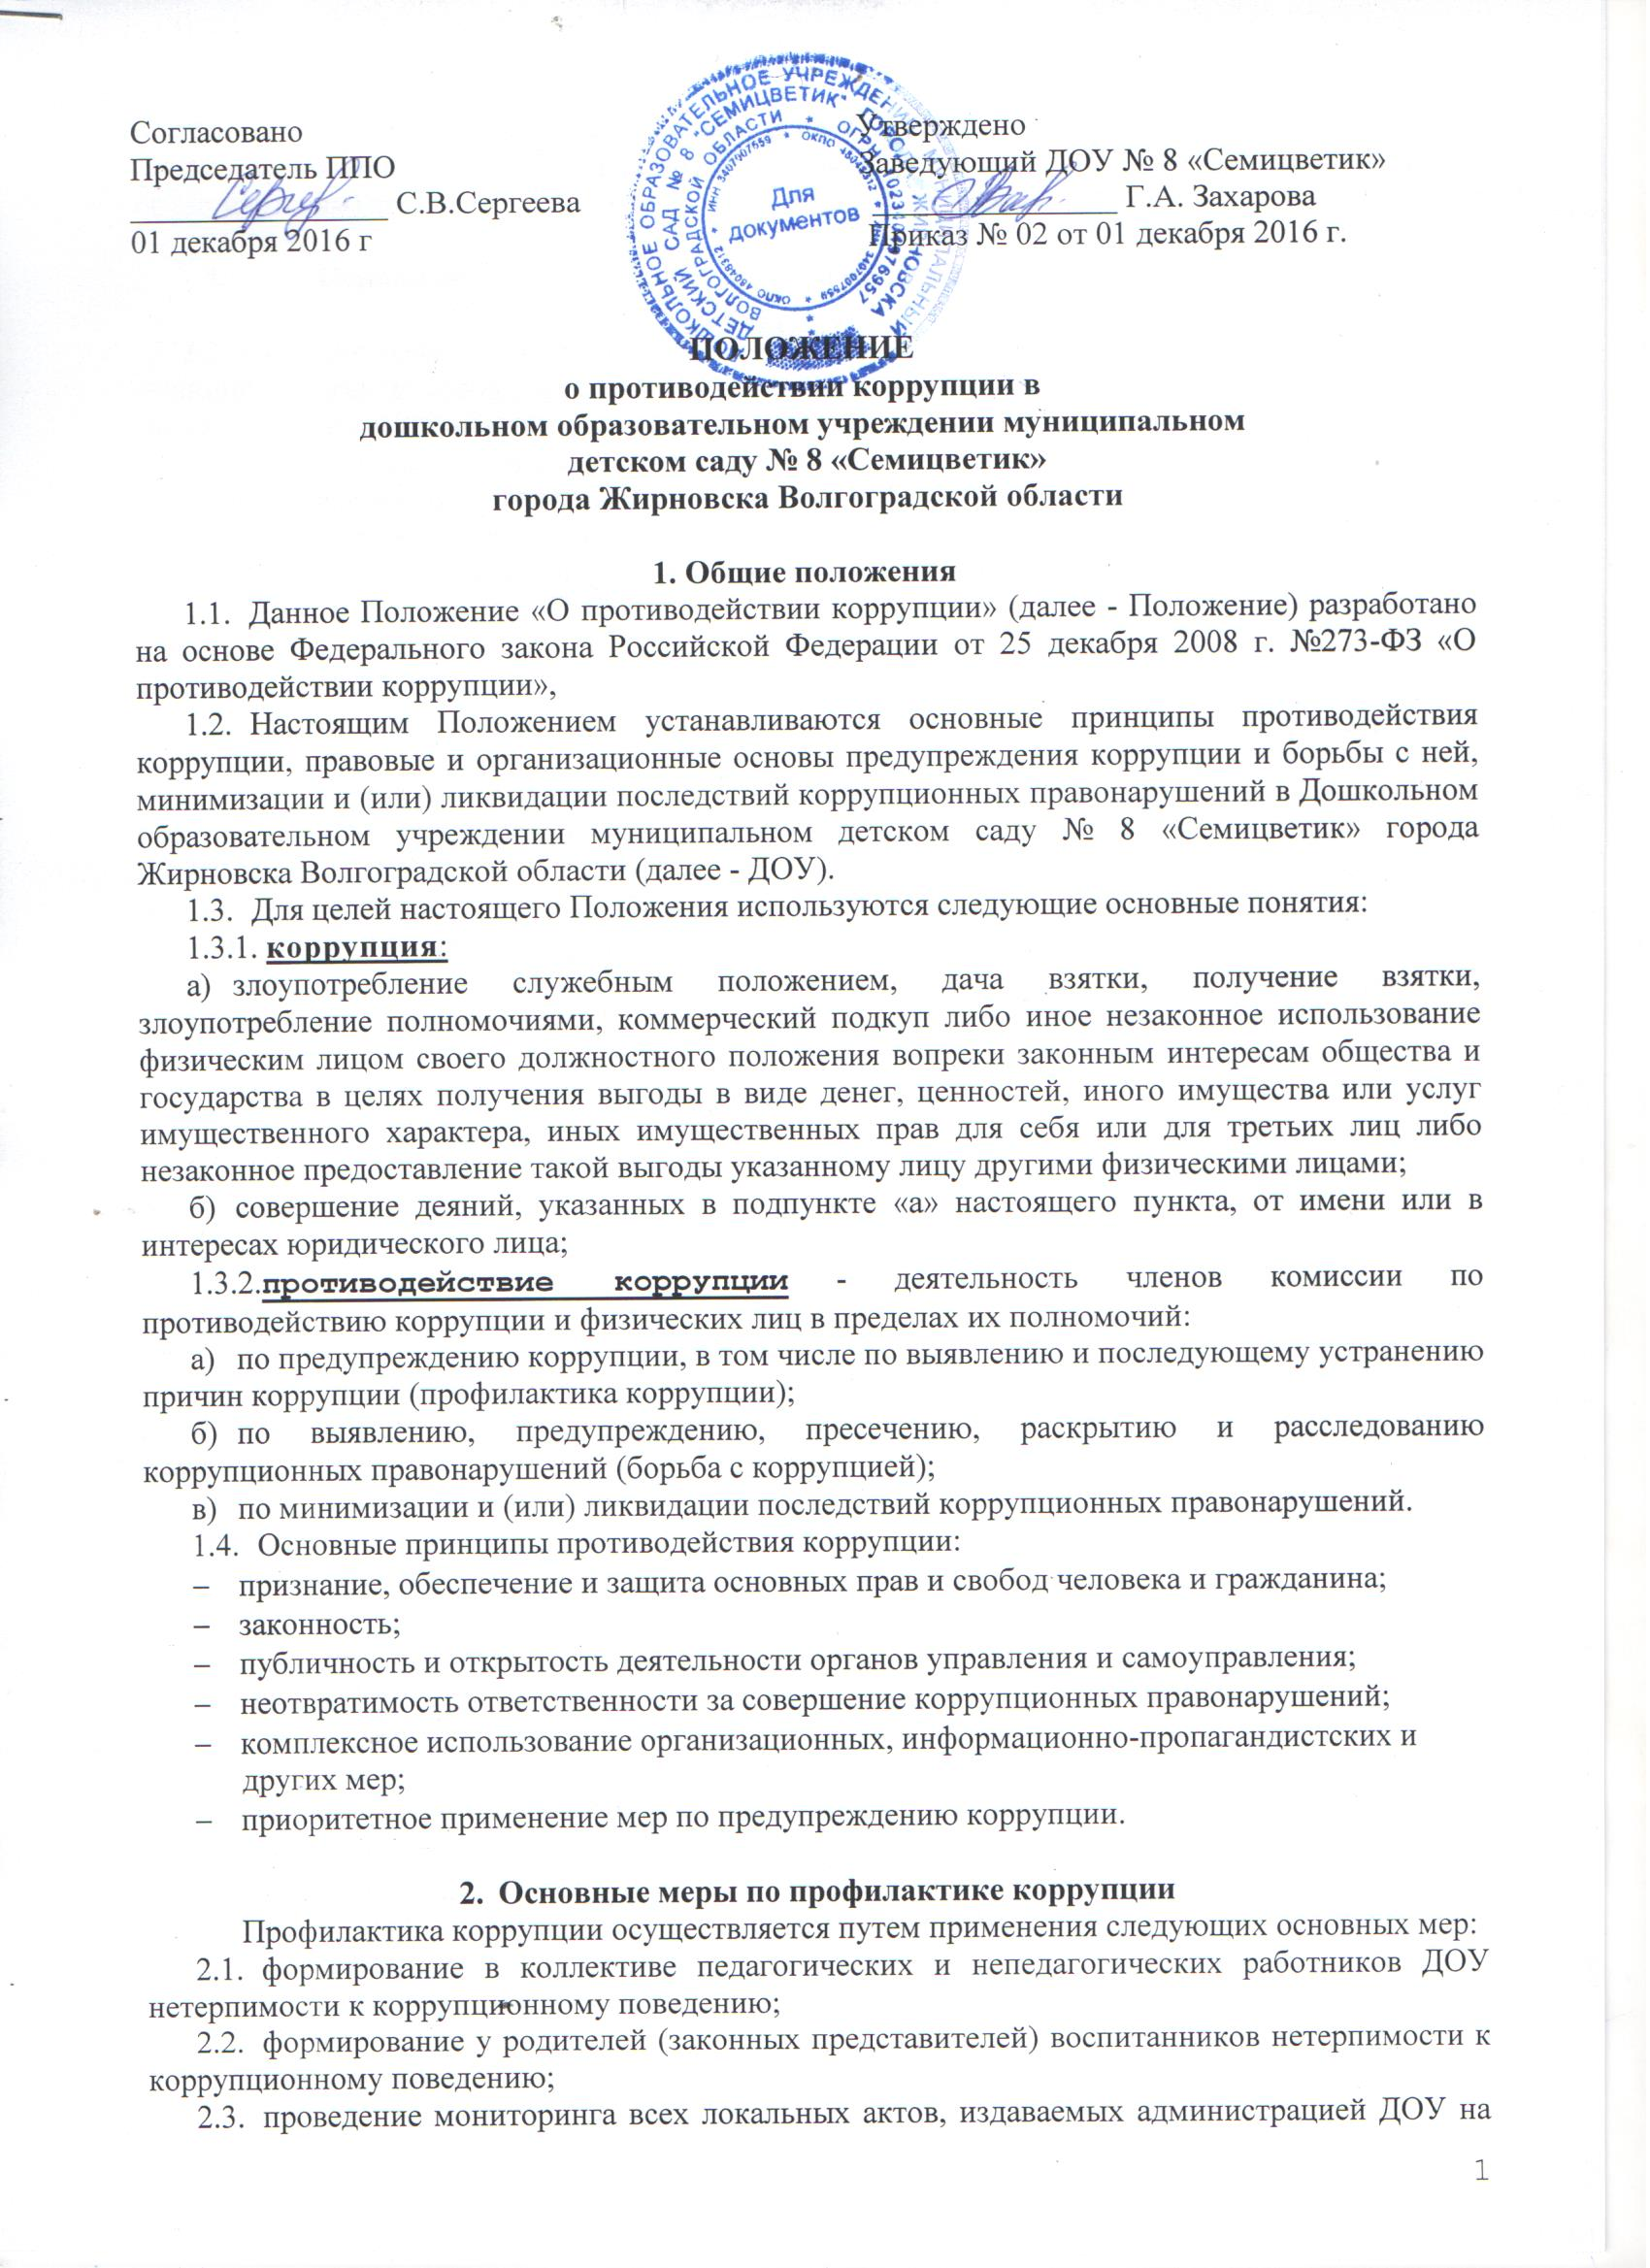 Согласовано
Председатель ППО
С.В.Сергеева
01 декабря 2016 г
Утверждено
Заведующий ДОУ № 8 «Семицветик»
Г.А. Захарова
Приказ № 02 от 01 декабря 2016 г.
Для
документов
ПОЛОЖЕНИЕ
о противодействии коррупции в
дошкольном образовательном учреждении муниципальном
детском саду № 8 «Семицветик»
города Жирновска Волгоградской области
1. Общие положения
1.1. Данное Положение «О противодействии коррупции» (далее - Положение) разработано
на основе Федерального закона Российской Федерации от 25 декабря 2008 г. №273-ФЗ «О
противодействии коррупции»,
1.2. Настоящим Положением устанавливаются основные принципы противодействия
коррупции, правовые и организационные основы предупреждения коррупции и борьбы с ней,
минимизации и (или) ликвидации последствий коррупционных правонарушений в Дошкольном
образовательном учреждении муниципальном детском саду № 8 «Семицветик» города
Жирновска Волгоградской области (далее - ДОУ).
1.3. Для целей настоящего Положения используются следующие основные понятия:
1.3.1. коррупция:
а) злоупотребление служебным положением, дача взятки, получение взятки,
злоупотребление полномочиями, коммерческий подкуп либо иное незаконное использование
физическим лицом своего должностного положения вопреки законным интересам общества и
государства в целях получения выгоды в виде денег, ценностей, иного имущества или услуг
имущественного характера, иных имущественных прав для себя или для третьих лиц либо
незаконное предоставление такой выгоды указанному лицу другими физическими лицами;
б) совершение деяний, указанных в подпункте «а» настоящего пункта, от имени или в
интересах юридического лица;
1.3.2.противодействие коррупции - деятельность членов комиссии по
противодействию коррупции и физических лиц в пределах их полномочий:
а) по предупреждению коррупции, в том числе по выявлению и последующему устранению
причин коррупции (профилактика коррупции);
б) по выявлению, предупреждению, пресечению, раскрытию и расследованию
коррупционных правонарушений (борьба с коррупцией);
в) по минимизации и (или) ликвидации последствий коррупционных правонарушений.
1.4. Основные принципы противодействия коррупции:
– признание, обеспечение и защита основных прав и свобод человека и гражданина;
– законность;
– публичность и открытость деятельности органов управления и самоуправления;
– неотвратимость ответственности за совершение коррупционных правонарушений;
– комплексное использование организационных, информационно-пропагандистских и
других мер;
– приоритетное применение мер по предупреждению коррупции.
2. Основные меры по профилактике коррупции
Профилактика коррупции осуществляется путем применения следующих основных мер:
2.1. формирование в коллективе педагогических и непедагогических работников ДОУ
нетерпимости к коррупционному поведению;
2.2. формирование у родителей (законных представителей) воспитанников нетерпимости к
коррупционному поведению;
2.3. проведение мониторинга всех локальных актов, издаваемых администрацией ДОУ на
1